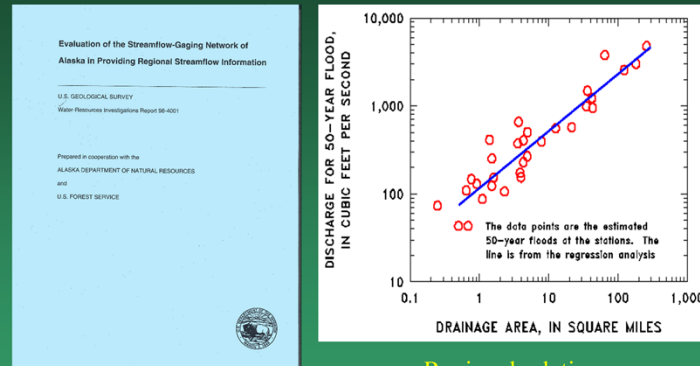 Evaluation of the Streamflow-Gaging Network of
Alaska in Providing Regional Streamflow Information
U.S. GEOLOGICAL SURVEY
Water-Resources Investigations Report 98-4001
Prepared in cooperation with the
ALASKA DEPARTMENT OF NATURAL RESOURCES
and
U.S. FOREST SERVICE
DISCHARGE FOR 50-YEAR FLOOD,
IN CUBIC FEET PER SECOND
10,000
1,000
100
10
The data points are the estimated
50-year floods at the stations. The
line is from the regression analysis
0.1 1 10 100 1,000
DRAINAGE AREA, IN SQUARE MILES